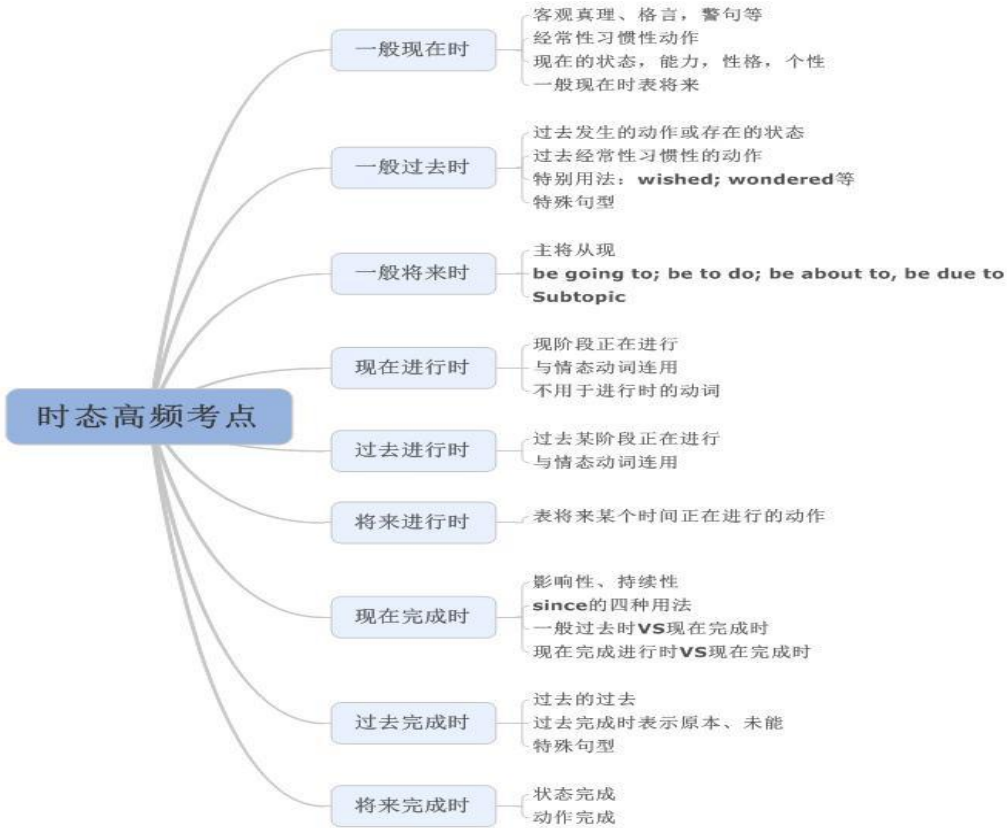 时态高频考点
一般现在时
客观真理、格言，警句等
经常性习惯性动作
现在的状态，能力，性格，个性
一般现在时表将来
一般过去时
过去发生的动作或存在的状态
过去经常性习惯性的动作
特别用法：wished; wondered等
特殊句型
一般将来时
主将从现
be going to; be to do; be about to, be due to
Subtopic
现在进行时
现阶段正在进行
与情态动词连用
不用于进行时的动词
过去进行时
过去某阶段正在进行
与情态动词连用
将来进行时
表将来某个时间正在进行的动作
现在完成时
影响性、持续性
since的四种用法
一般过去时VS现在完成时
现在完成进行时VS现在完成时
过去完成时
过去的过去
过去完成时表示原本、未能
特殊句型
将来完成时
状态完成
动作完成